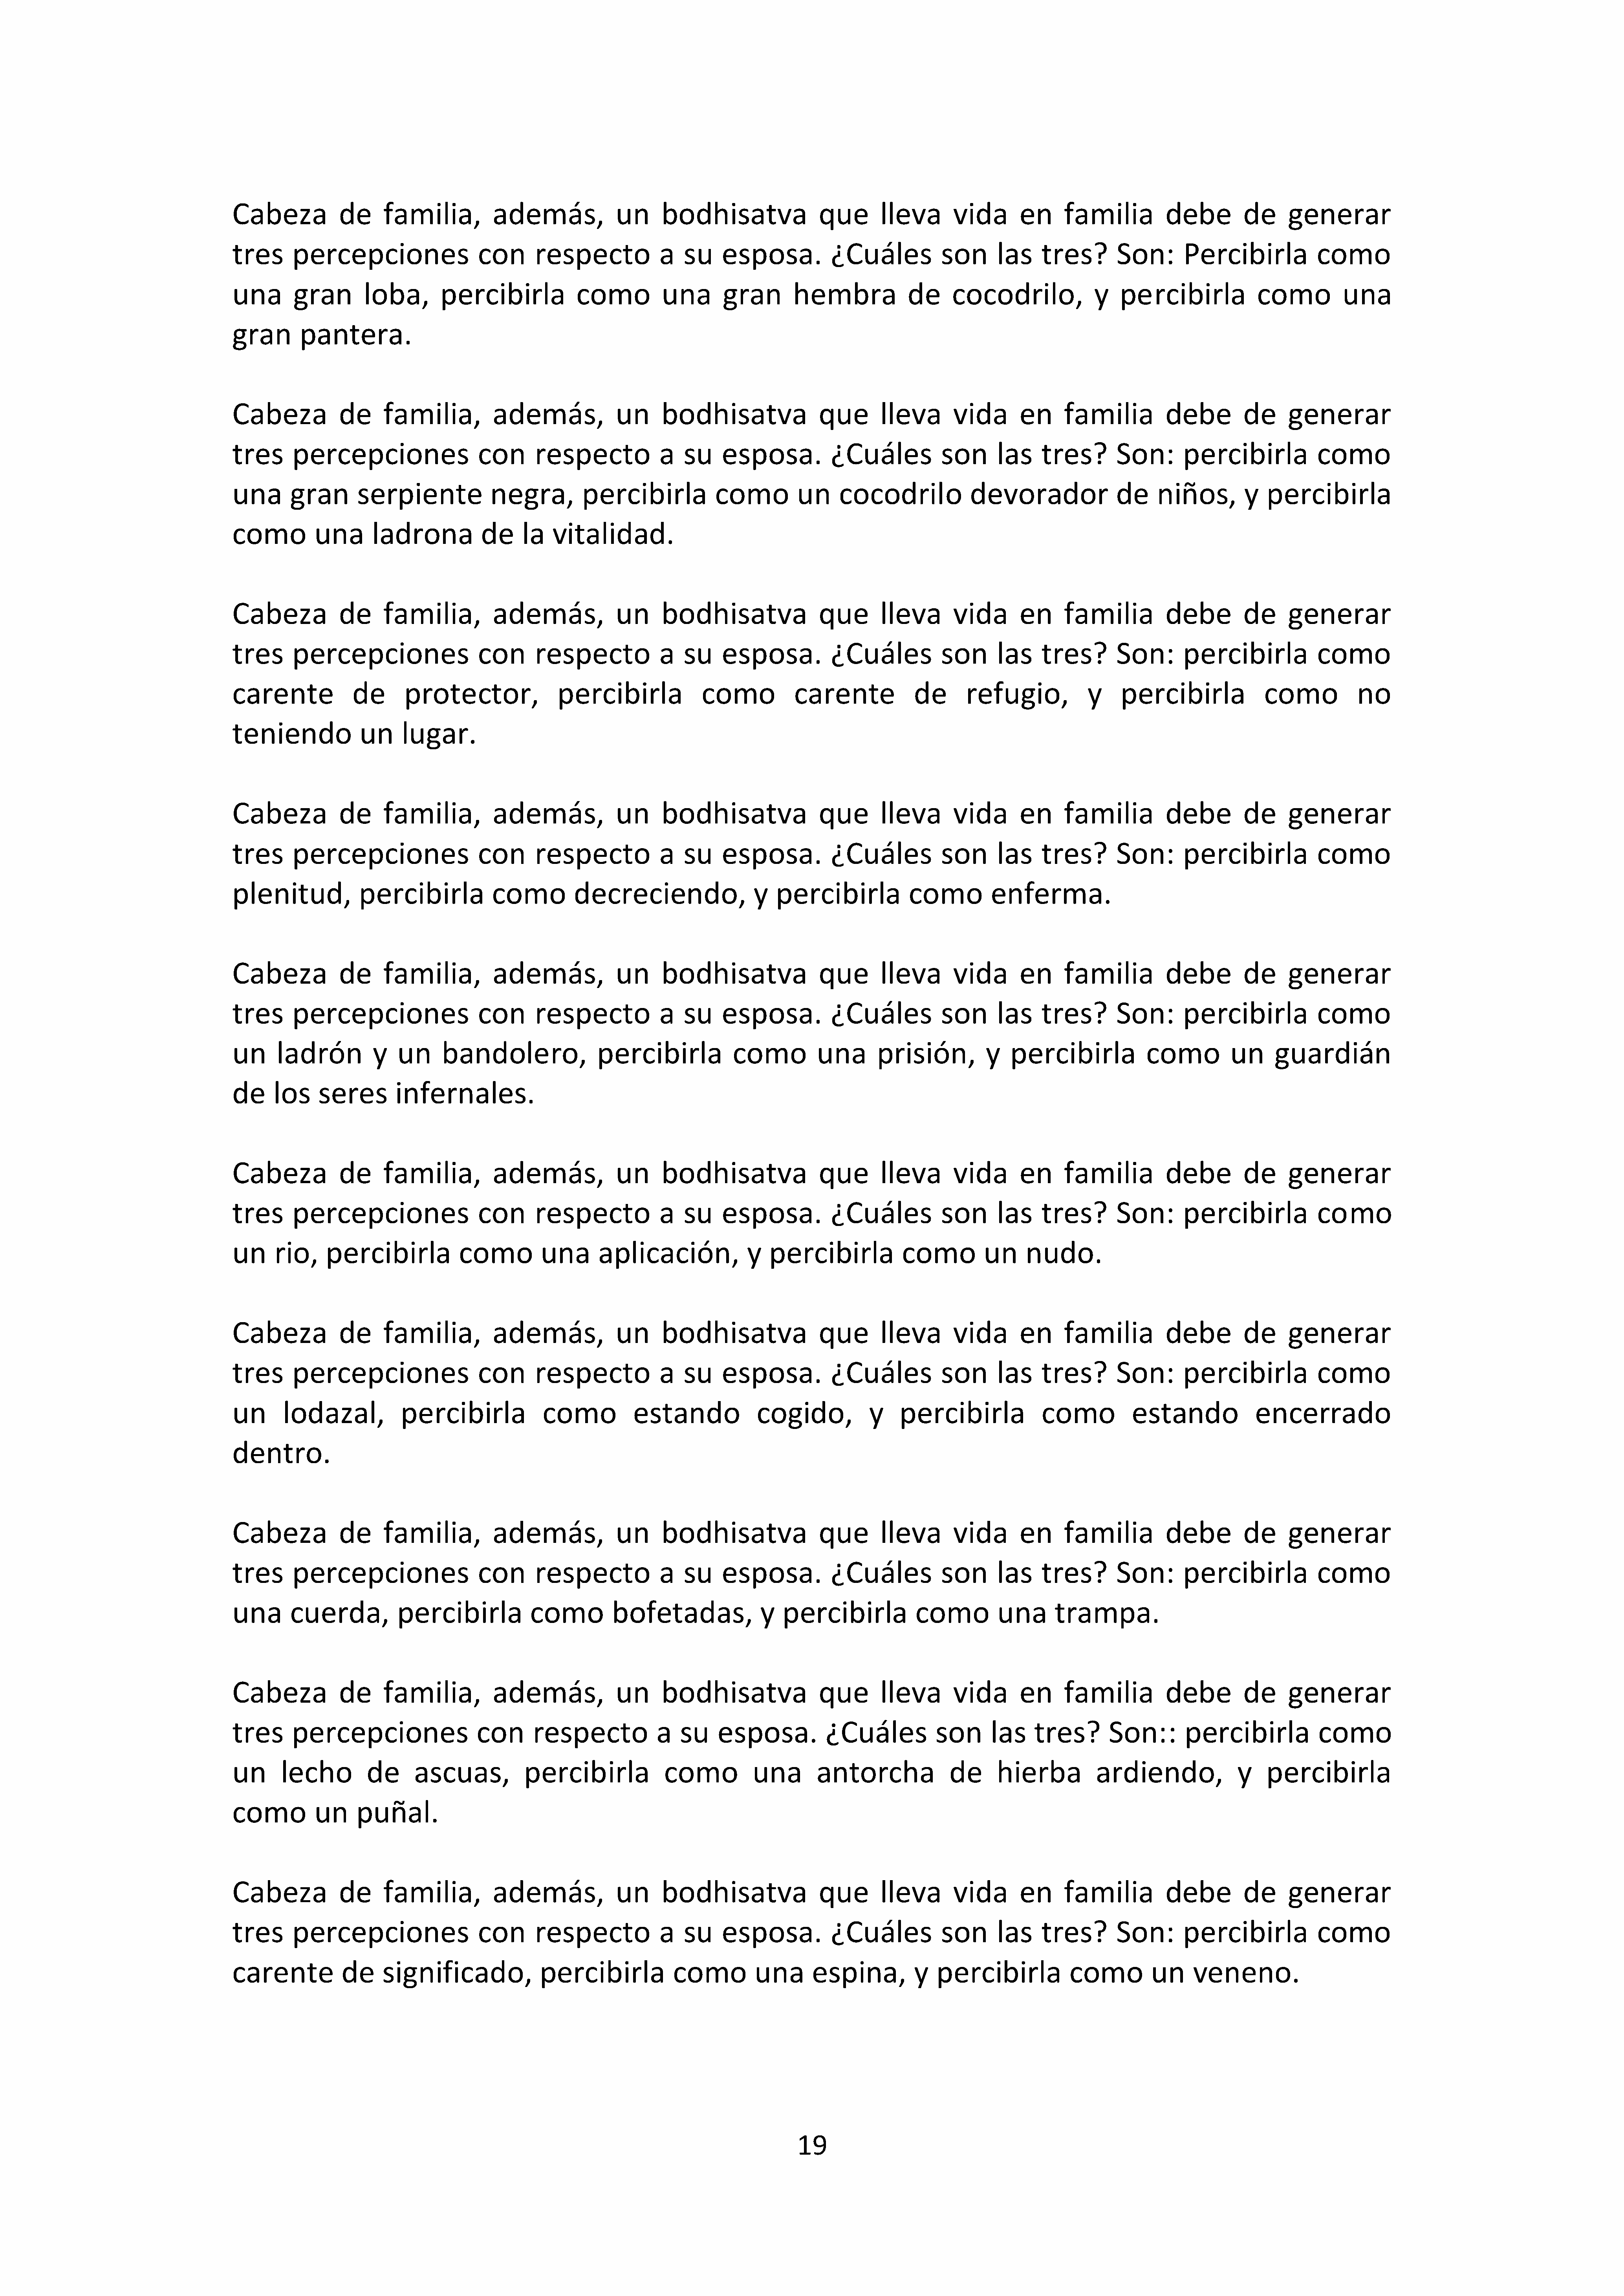 Cabeza de familia, además, un bodhisatva que lleva vida en familia debe de generar
tres percepciones con respecto a su esposa. ¿Cuáles son las tres? Son: Percibirla como
una gran loba, percibirla como una gran hembra de cocodrilo, y percibirla como una
gran pantera.
Cabeza de familia, además, un bodhisatva que lleva vida en familia debe de generar
tres percepciones con respecto a su esposa. ¿Cuáles son las tres? Son: percibirla como
una gran serpiente negra, percibirla como un cocodrilo devorador de niños, y percibirla
como una ladrona de la vitalidad.
Cabeza de familia, además, un bodhisatva que lleva vida en familia debe de generar
tres percepciones con respecto a su esposa. ¿Cuáles son las tres? Son: percibirla como
carente de protector, percibirla como carente de refugio, y percibirla como no
teniendo un lugar.
Cabeza de familia, además, un bodhisatva que lleva vida en familia debe de generar
tres percepciones con respecto a su esposa. ¿Cuáles son las tres? Son: percibirla como
plenitud, percibirla como decreciendo, y percibirla como enferma.
Cabeza de familia, además, un bodhisatva que lleva vida en familia debe de generar
tres percepciones con respecto a su esposa. ¿Cuáles son las tres? Son: percibirla como
un ladrón y un bandolero, percibirla como una prisión, y percibirla como un guardián
de los seres infernales.
Cabeza de familia, además, un bodhisatva que lleva vida en familia debe de generar
tres percepciones con respecto a su esposa. ¿Cuáles son las tres? Son: percibirla como
un rio, percibirla como una aplicación, y percibirla como un nudo.
Cabeza de familia, además, un bodhisatva que lleva vida en familia debe de generar
tres percepciones con respecto a su esposa. ¿Cuáles son las tres? Son: percibirla como
un lodazal, percibirla como estando cogido, y percibirla como estando encerrado
dentro.
Cabeza de familia, además, un bodhisatva que lleva vida en familia debe de generar
tres percepciones con respecto a su esposa. ¿Cuáles son las tres? Son: percibirla como
una cuerda, percibirla como bofetadas, y percibirla como una trampa.
Cabeza de familia, además, un bodhisatva que lleva vida en familia debe de generar
tres percepciones con respecto a su esposa. ¿Cuáles son las tres? Son:: percibirla como
un lecho de ascuas, percibirla como una antorcha de hierba ardiendo, y percibirla
como un puñal.
Cabeza de familia, además, un bodhisatva que lleva vida en familia debe de generar
tres percepciones con respecto a su esposa. ¿Cuáles son las tres? Son: percibirla como
carente de significado, percibirla como una espina, y percibirla como un veneno.
19